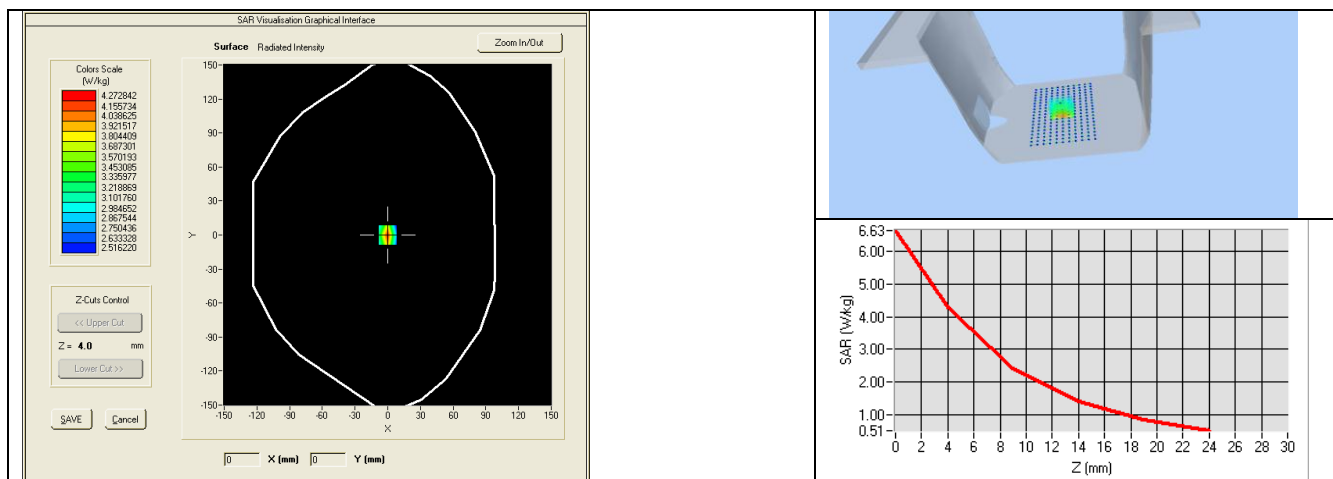 SAR Visualisation Graphical Interface
Surface Radiated Intensity
Zoom In/Out
Colors Scale
(W/kg)
4.272842
4.155734
4.038625
3.921517
3.804409
3.687301
3.570193
3.453085
3.335977
3.218869
3.101760
2.984652
2.867544
2.750436
2.633328
2.516220
Z-Cuts Control
<< Upper Cut
Z = 4.0 mm
Lower Cut >>
SAVE Cancel
150
120
90
60
30
0
-30
-60
-90
-120
-150
Y
-150 -120 -90 -60 -30 0 30 60 90 120 150
X
0 X (mm) 0 Y (mm)
6.63
6.00
5.00
4.00
3.00
2.00
1.00
0.51
SAR (W/kg)
0 2 4 6 8 10 12 14 16 18 20 22 24 26 28 30
Z (mm)